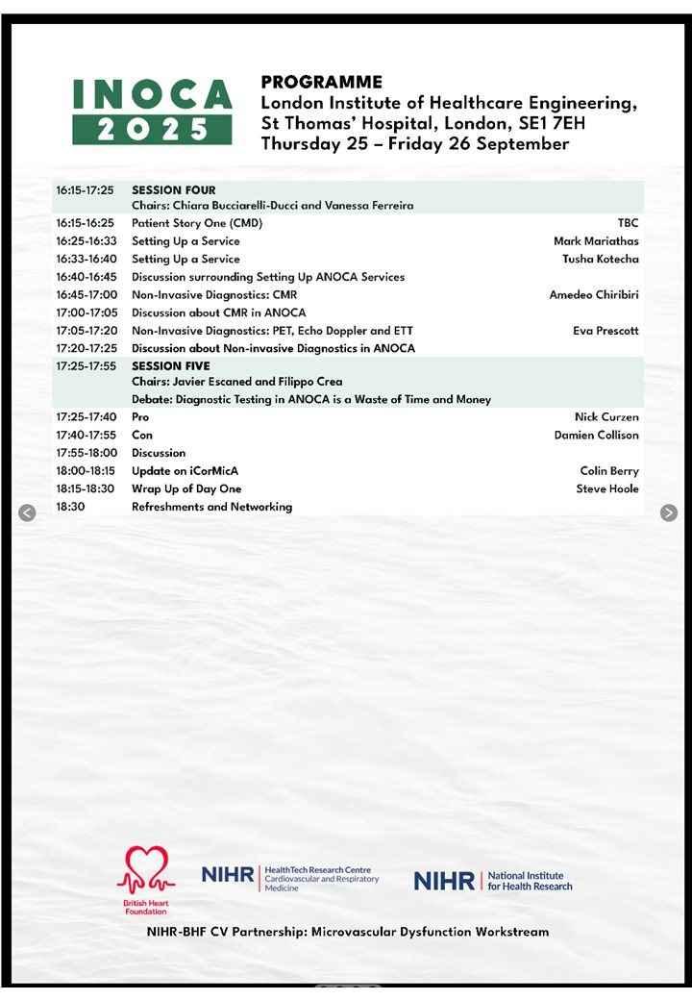 INOCA
2025
PROGRAMME
London Institute of Healthcare Engineering,
St Thomas’ Hospital, London, SE1 7EH
Thursday 25 – Friday 26 September
16:15-17:25 SESSION FOUR
Chairs: Chiara Bucciarelli-Ducci and Vanessa Ferreira
16:15-16:25 Patient Story One (CMD) TBC
16:25-16:33 Setting Up a Service Mark Mariathas
16:33-16:40 Setting Up a Service Tusha Kotecha
16:40-16:45 Discussion surrounding Setting Up ANOCA Services
16:45-17:00 Non-Invasive Diagnostics: CMR Amedeo Chiribiri
17:00-17:05 Discussion about CMR in ANOCA
17:05-17:20 Non-Invasive Diagnostics: PET, Echo Doppler and ETT Eva Prescott
17:20-17:25 Discussion about Non-invasive Diagnostics in ANOCA
17:25-17:55 SESSION FIVE
Chairs: Javier Escaned and Filippo Crea
Debate: Diagnostic Testing in ANOCA is a Waste of Time and Money
17:25-17:40 Pro Nick Curzen
17:40-17:55 Con Damien Collison
17:55-18:00 Discussion
18:00-18:15 Update on iCorMicA Colin Berry
18:15-18:30 Wrap Up of Day One Steve Hoole
18:30 Refreshments and Networking
British Heart
Foundation
NIHR HealthTech Research Centre
Cardiovascular and Respiratory
Medicine
NIHR National Institute
for Health Research
NIHR-BHF CV Partnership: Microvascular Dysfunction Workstream